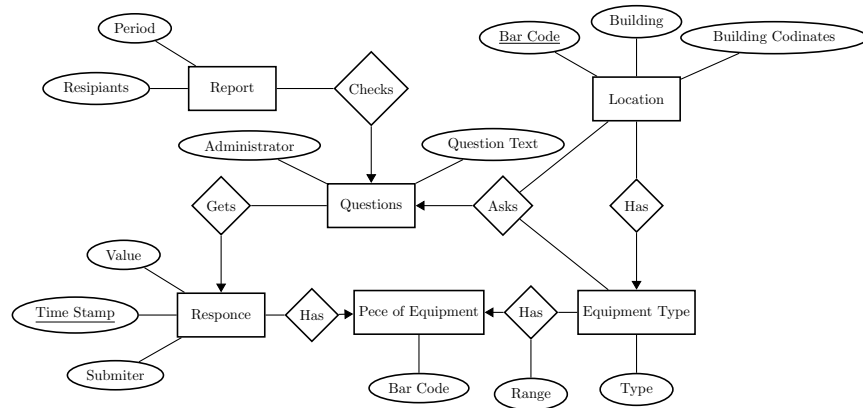 Period
Building
Bar Code
Building Codinates
Resipiants
Report
Checks
Location
Administrator
Question Text
Gets
Questions
Asks
Has
Value
Time Stamp
Responce
Has
Pece of Equipment
Has
Equipment Type
Submiter
Bar Code
Range
Type